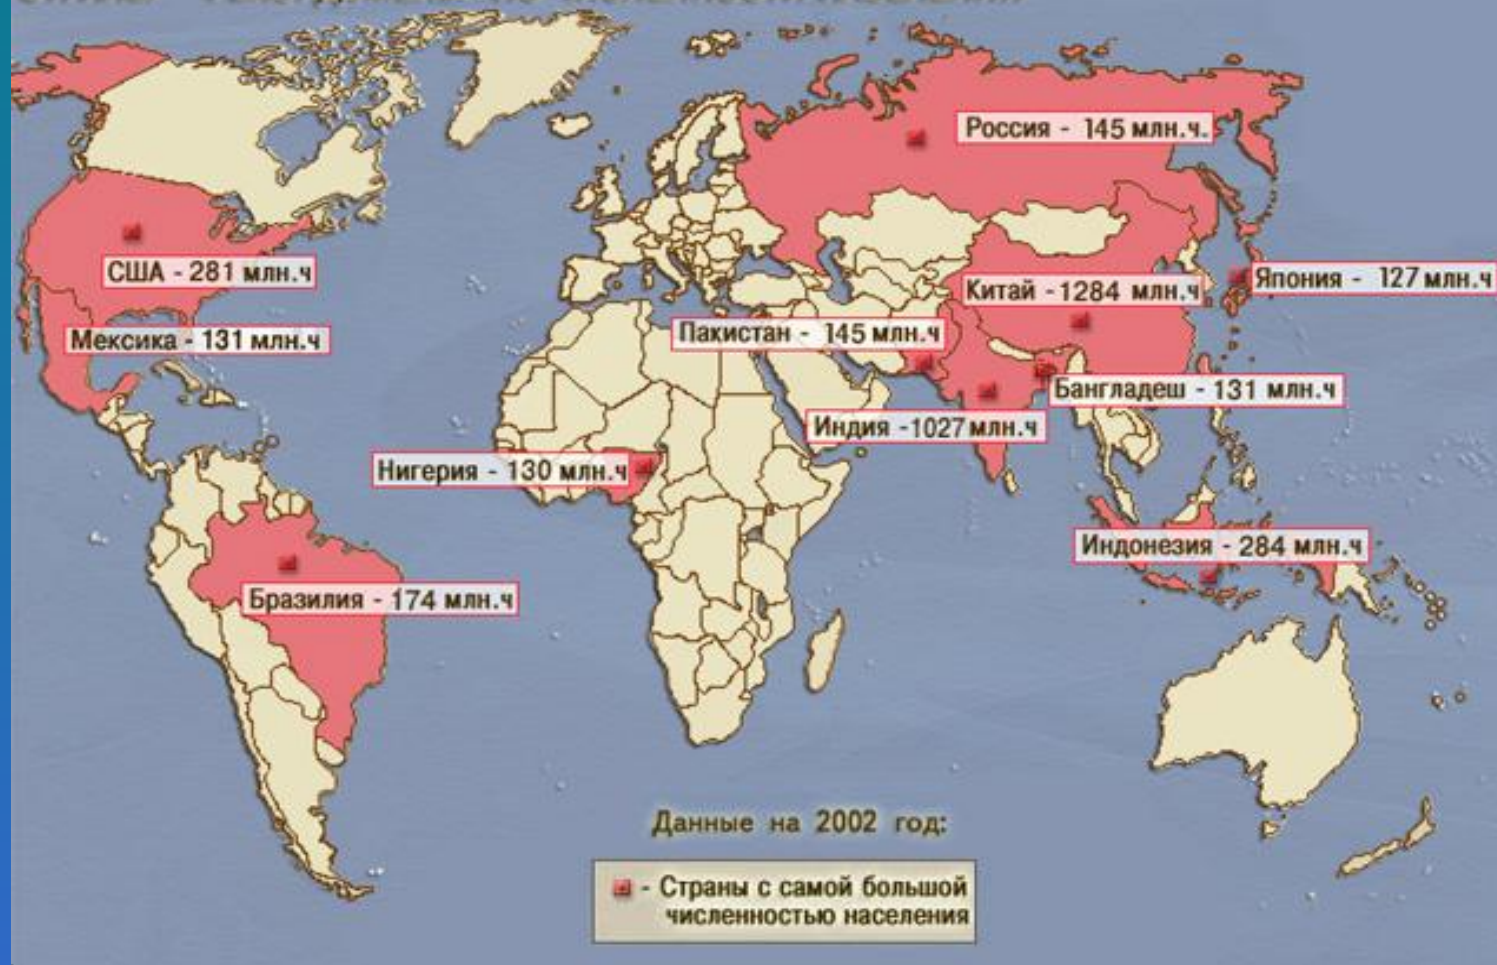 Россия - 145 млн.ч.
США - 281 млн.ч
Япония - 127 млн.ч
Китай -1284 млн.ч
Мексика - 131 млн.ч
Пакистан - 145 млн.ч
Бангладеш - 131 млн.ч
Индия -1027 млн.ч
Нигерия - 130 млн.ч
Индонезия - 284 млн.ч
Бразилия - 174 млн.ч
Данные на 2002 год:
- Страны с самой большой
численностью населения